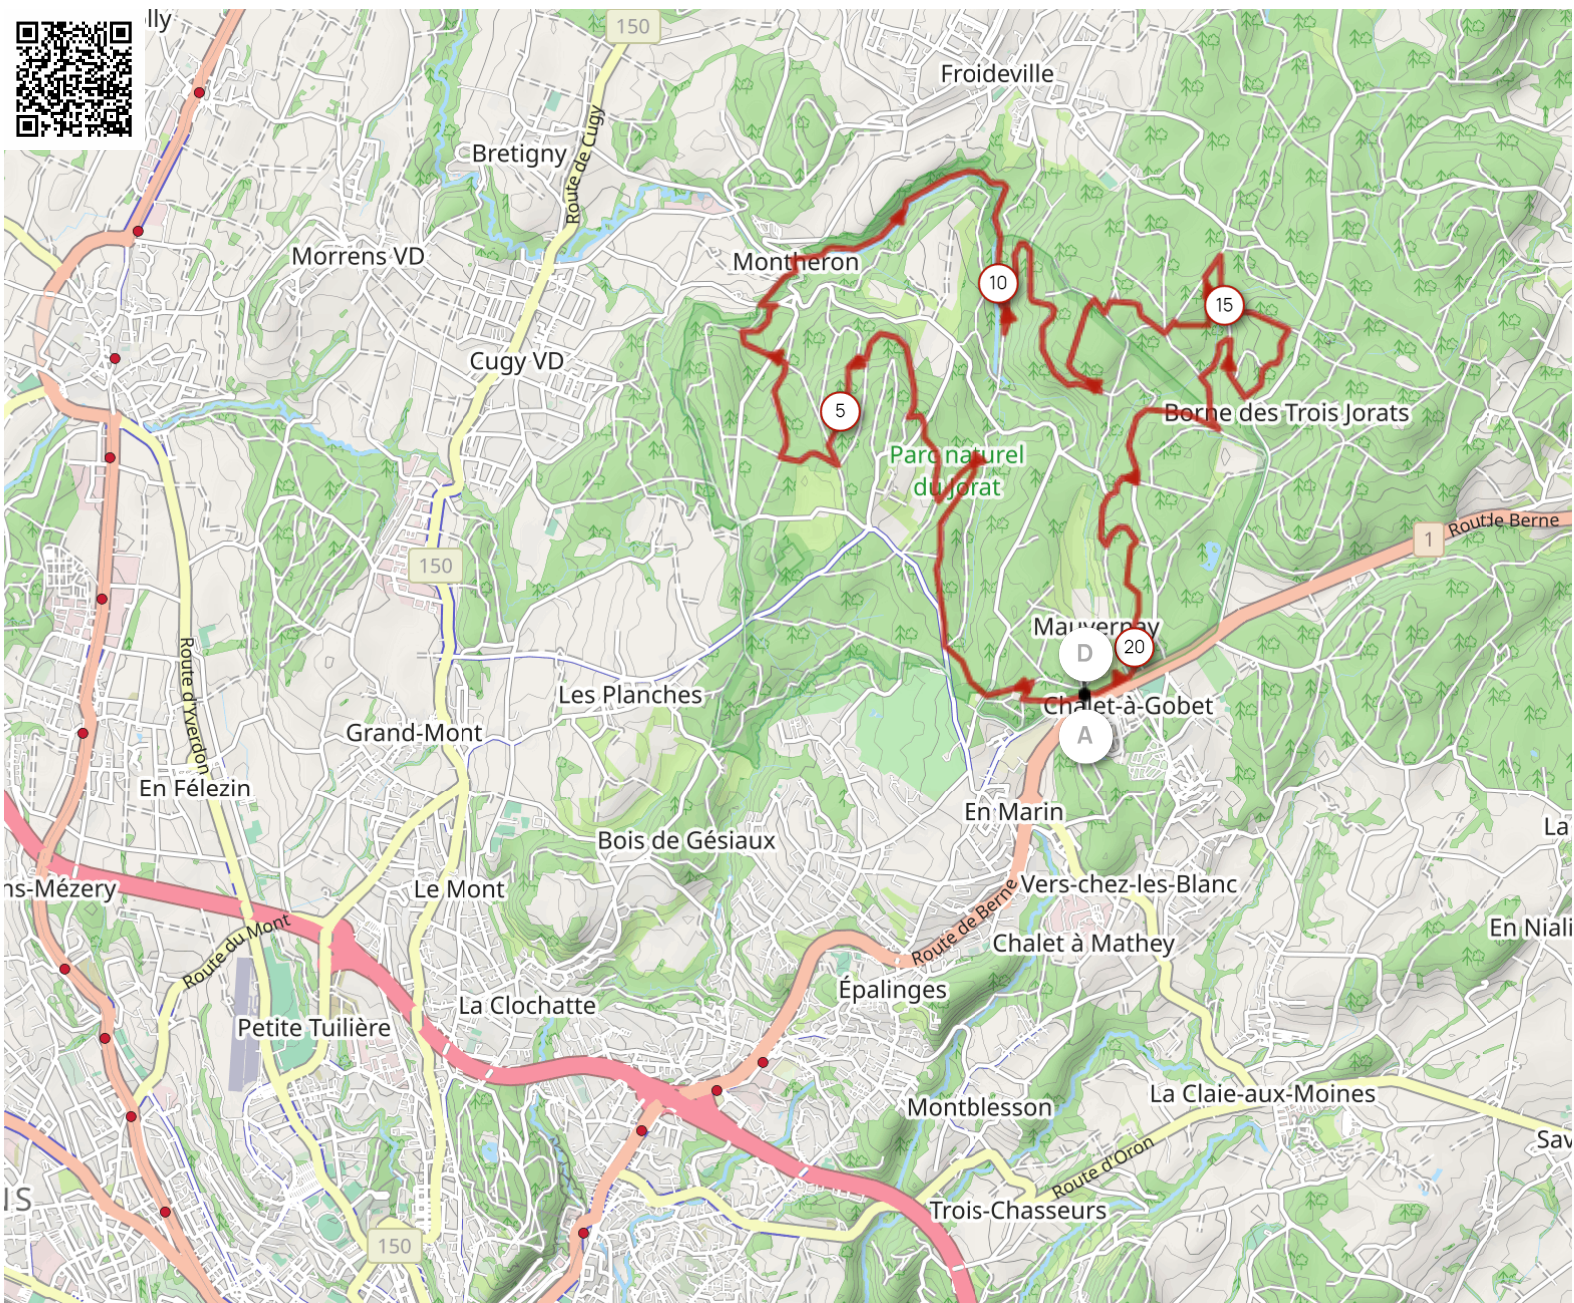 lly
150
Froideville
Route de Cugy
Bretigny
Morrens VD
Montheron
10
15
Cugy VD
5
Borne des Trois Jorats
Parc naturel
du Jorat
1
Route Berne
150
Route d'Yverdon
Mauvernay
D
20
Les Planches
Chalet-à-Gobet
Grand-Mont
A
En Félezin
En Marin
La
Bois de Gésiaux
ns-Mézery
Le Mont
Vers-chez-les-Blanc
Route du Mont
Route de Berne
En Niali
Chalet à Mathey
Épalinges
La Clochatte
Petite Tuilière
La Claie-aux-Moines
Montblesson
Sav
Route d'Oron
NS
Trois-Chasseurs
150